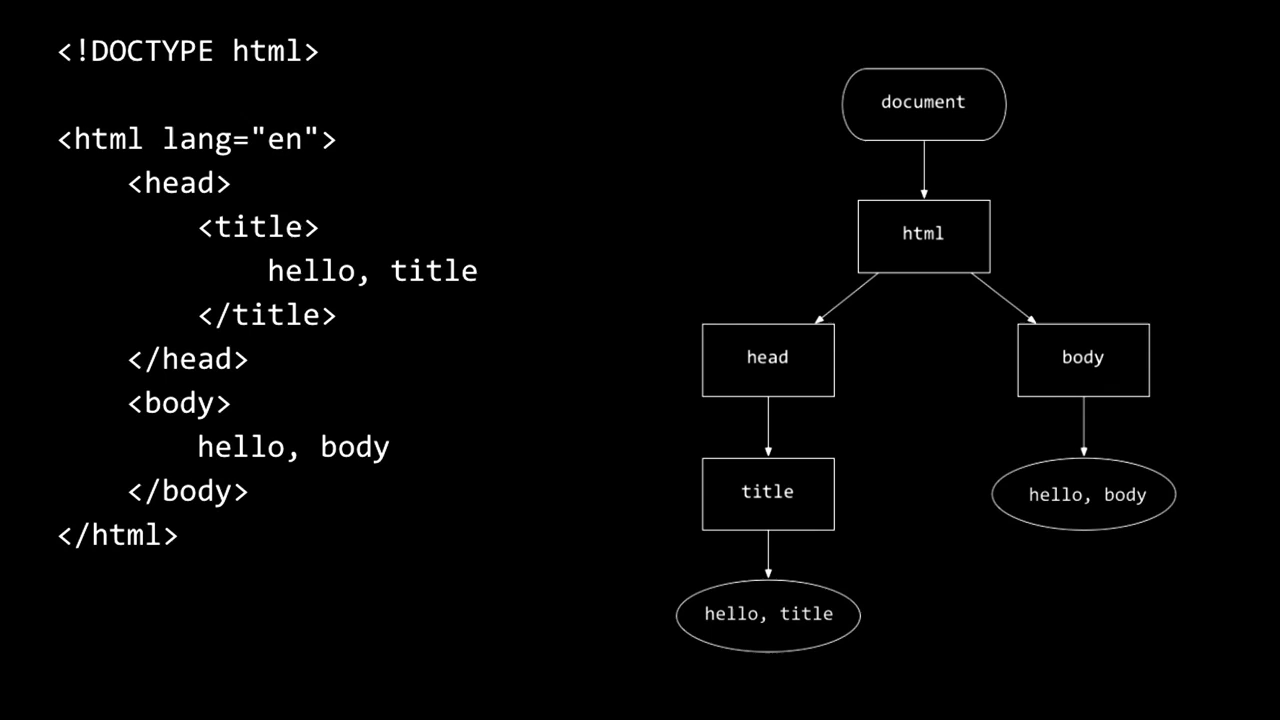 <!DOCTYPE html>
<html lang="en">
<head>
<title>
hello, title
</title>
</head>
<body>
hello, body
</body>
</html>
document
html
head
body
title
hello, body
hello, title